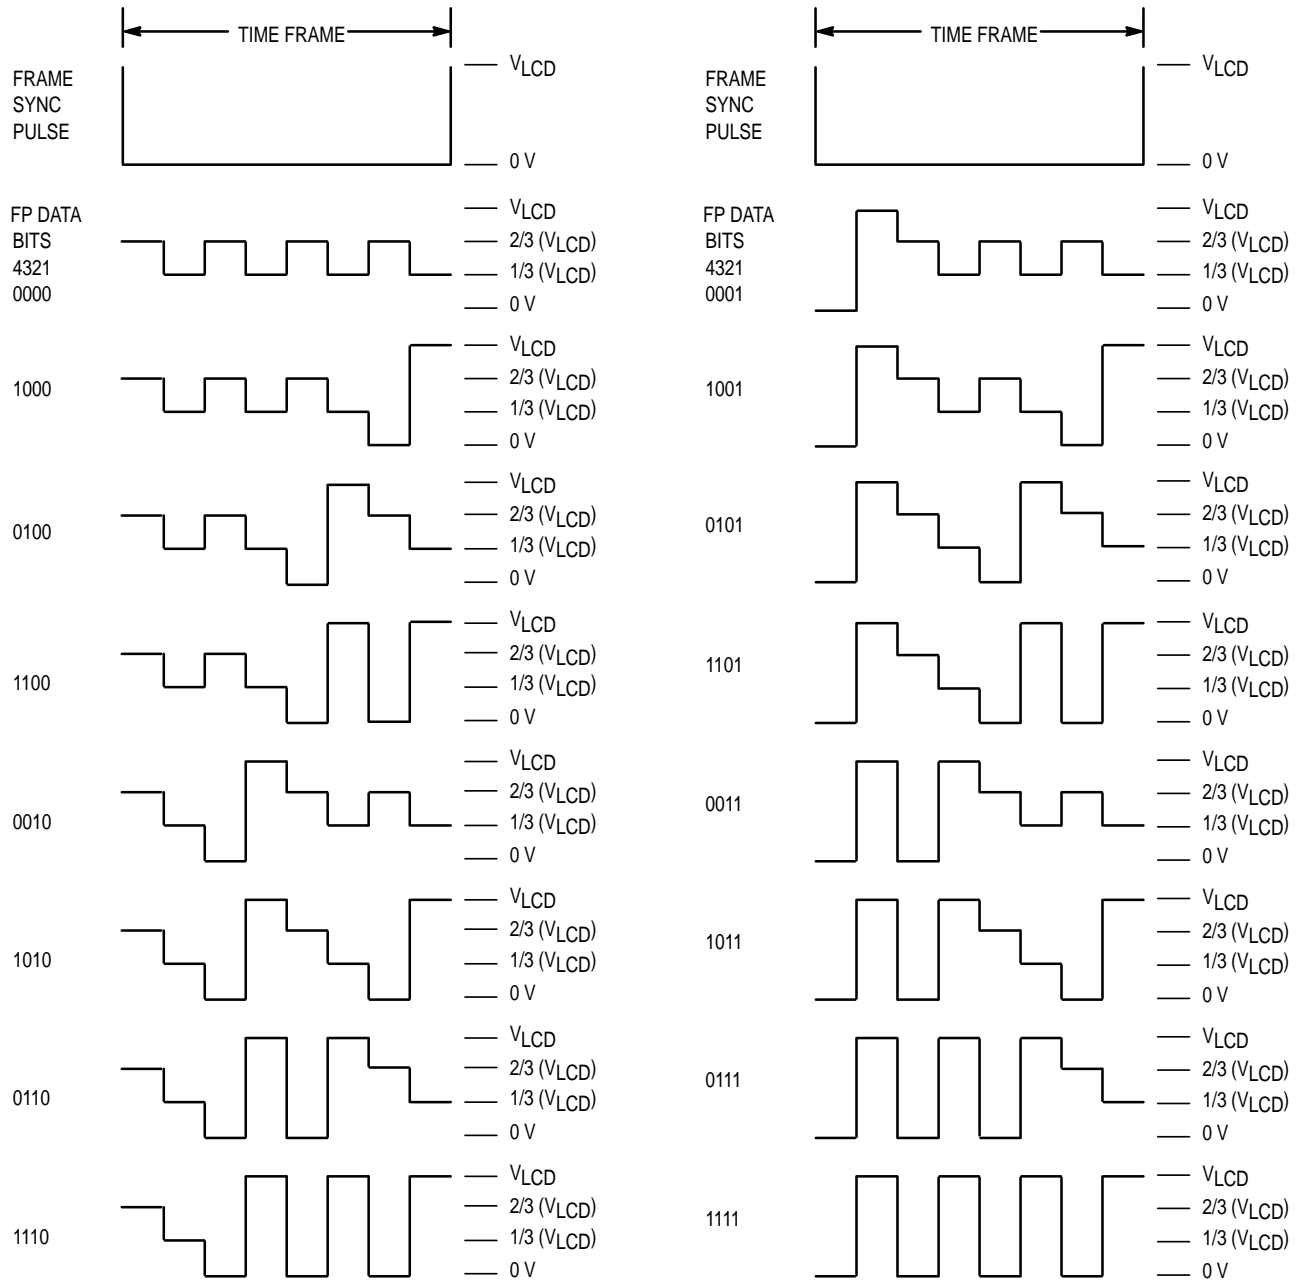 TIME FRAME
FRAME
SYNC
PULSE
VLCD
0 V
FP DATA
BITS
4321
0000
VLCD
2/3 (VLCD)
1/3 (VLCD)
0 V
1000
VLCD
2/3 (VLCD)
1/3 (VLCD)
0 V
0100
VLCD
2/3 (VLCD)
1/3 (VLCD)
0 V
1100
VLCD
2/3 (VLCD)
1/3 (VLCD)
0 V
0010
VLCD
2/3 (VLCD)
1/3 (VLCD)
0 V
1010
VLCD
2/3 (VLCD)
1/3 (VLCD)
0 V
0110
VLCD
2/3 (VLCD)
1/3 (VLCD)
0 V
1110
VLCD
2/3 (VLCD)
1/3 (VLCD)
0 V
TIME FRAME
FRAME
SYNC
PULSE
VLCD
0 V
FP DATA
BITS
4321
0001
VLCD
2/3 (VLCD)
1/3 (VLCD)
0 V
1001
VLCD
2/3 (VLCD)
1/3 (VLCD)
0 V
0101
VLCD
2/3 (VLCD)
1/3 (VLCD)
0 V
1101
VLCD
2/3 (VLCD)
1/3 (VLCD)
0 V
0011
VLCD
2/3 (VLCD)
1/3 (VLCD)
0 V
1011
VLCD
2/3 (VLCD)
1/3 (VLCD)
0 V
0111
VLCD
2/3 (VLCD)
1/3 (VLCD)
0 V
1111
VLCD
2/3 (VLCD)
1/3 (VLCD)
0 V